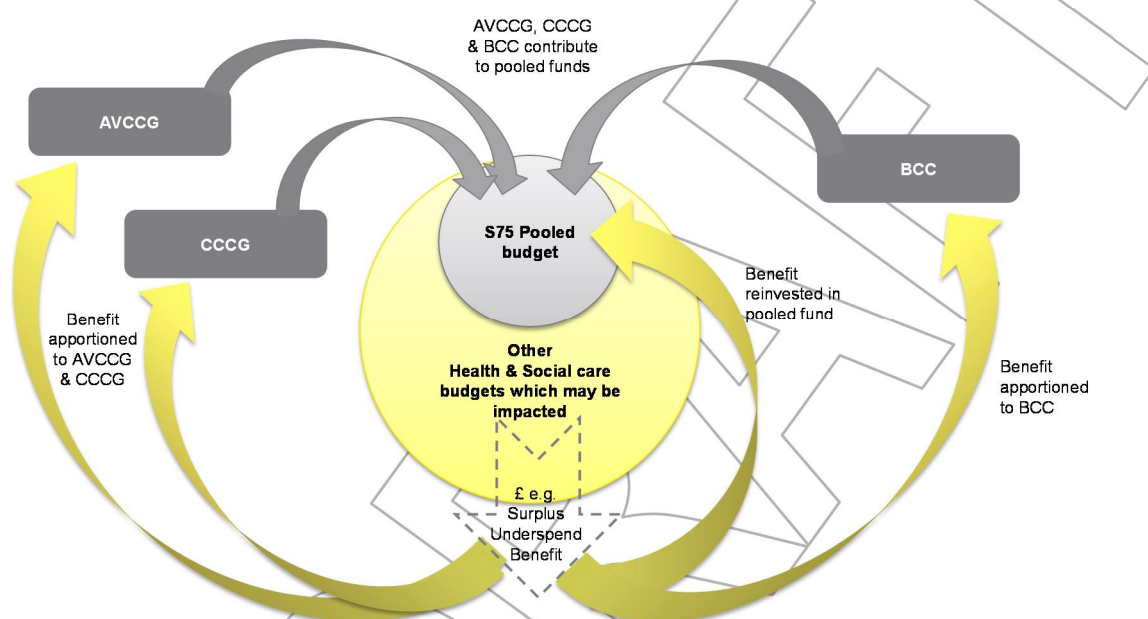 AVCCG, CCCG
& BCC contribute
to pooled funds
AVCCG
BCC
CCCG
S75 Pooled
budget
Benefit
reinvested in
pooled fund
Benefit
apportioned
to AVCCG
& CCCG
Other
Health & Social care
budgets which may be
impacted
Benefit
apportioned
to BCC
£ e.g.
Surplus
Underspend
Benefit